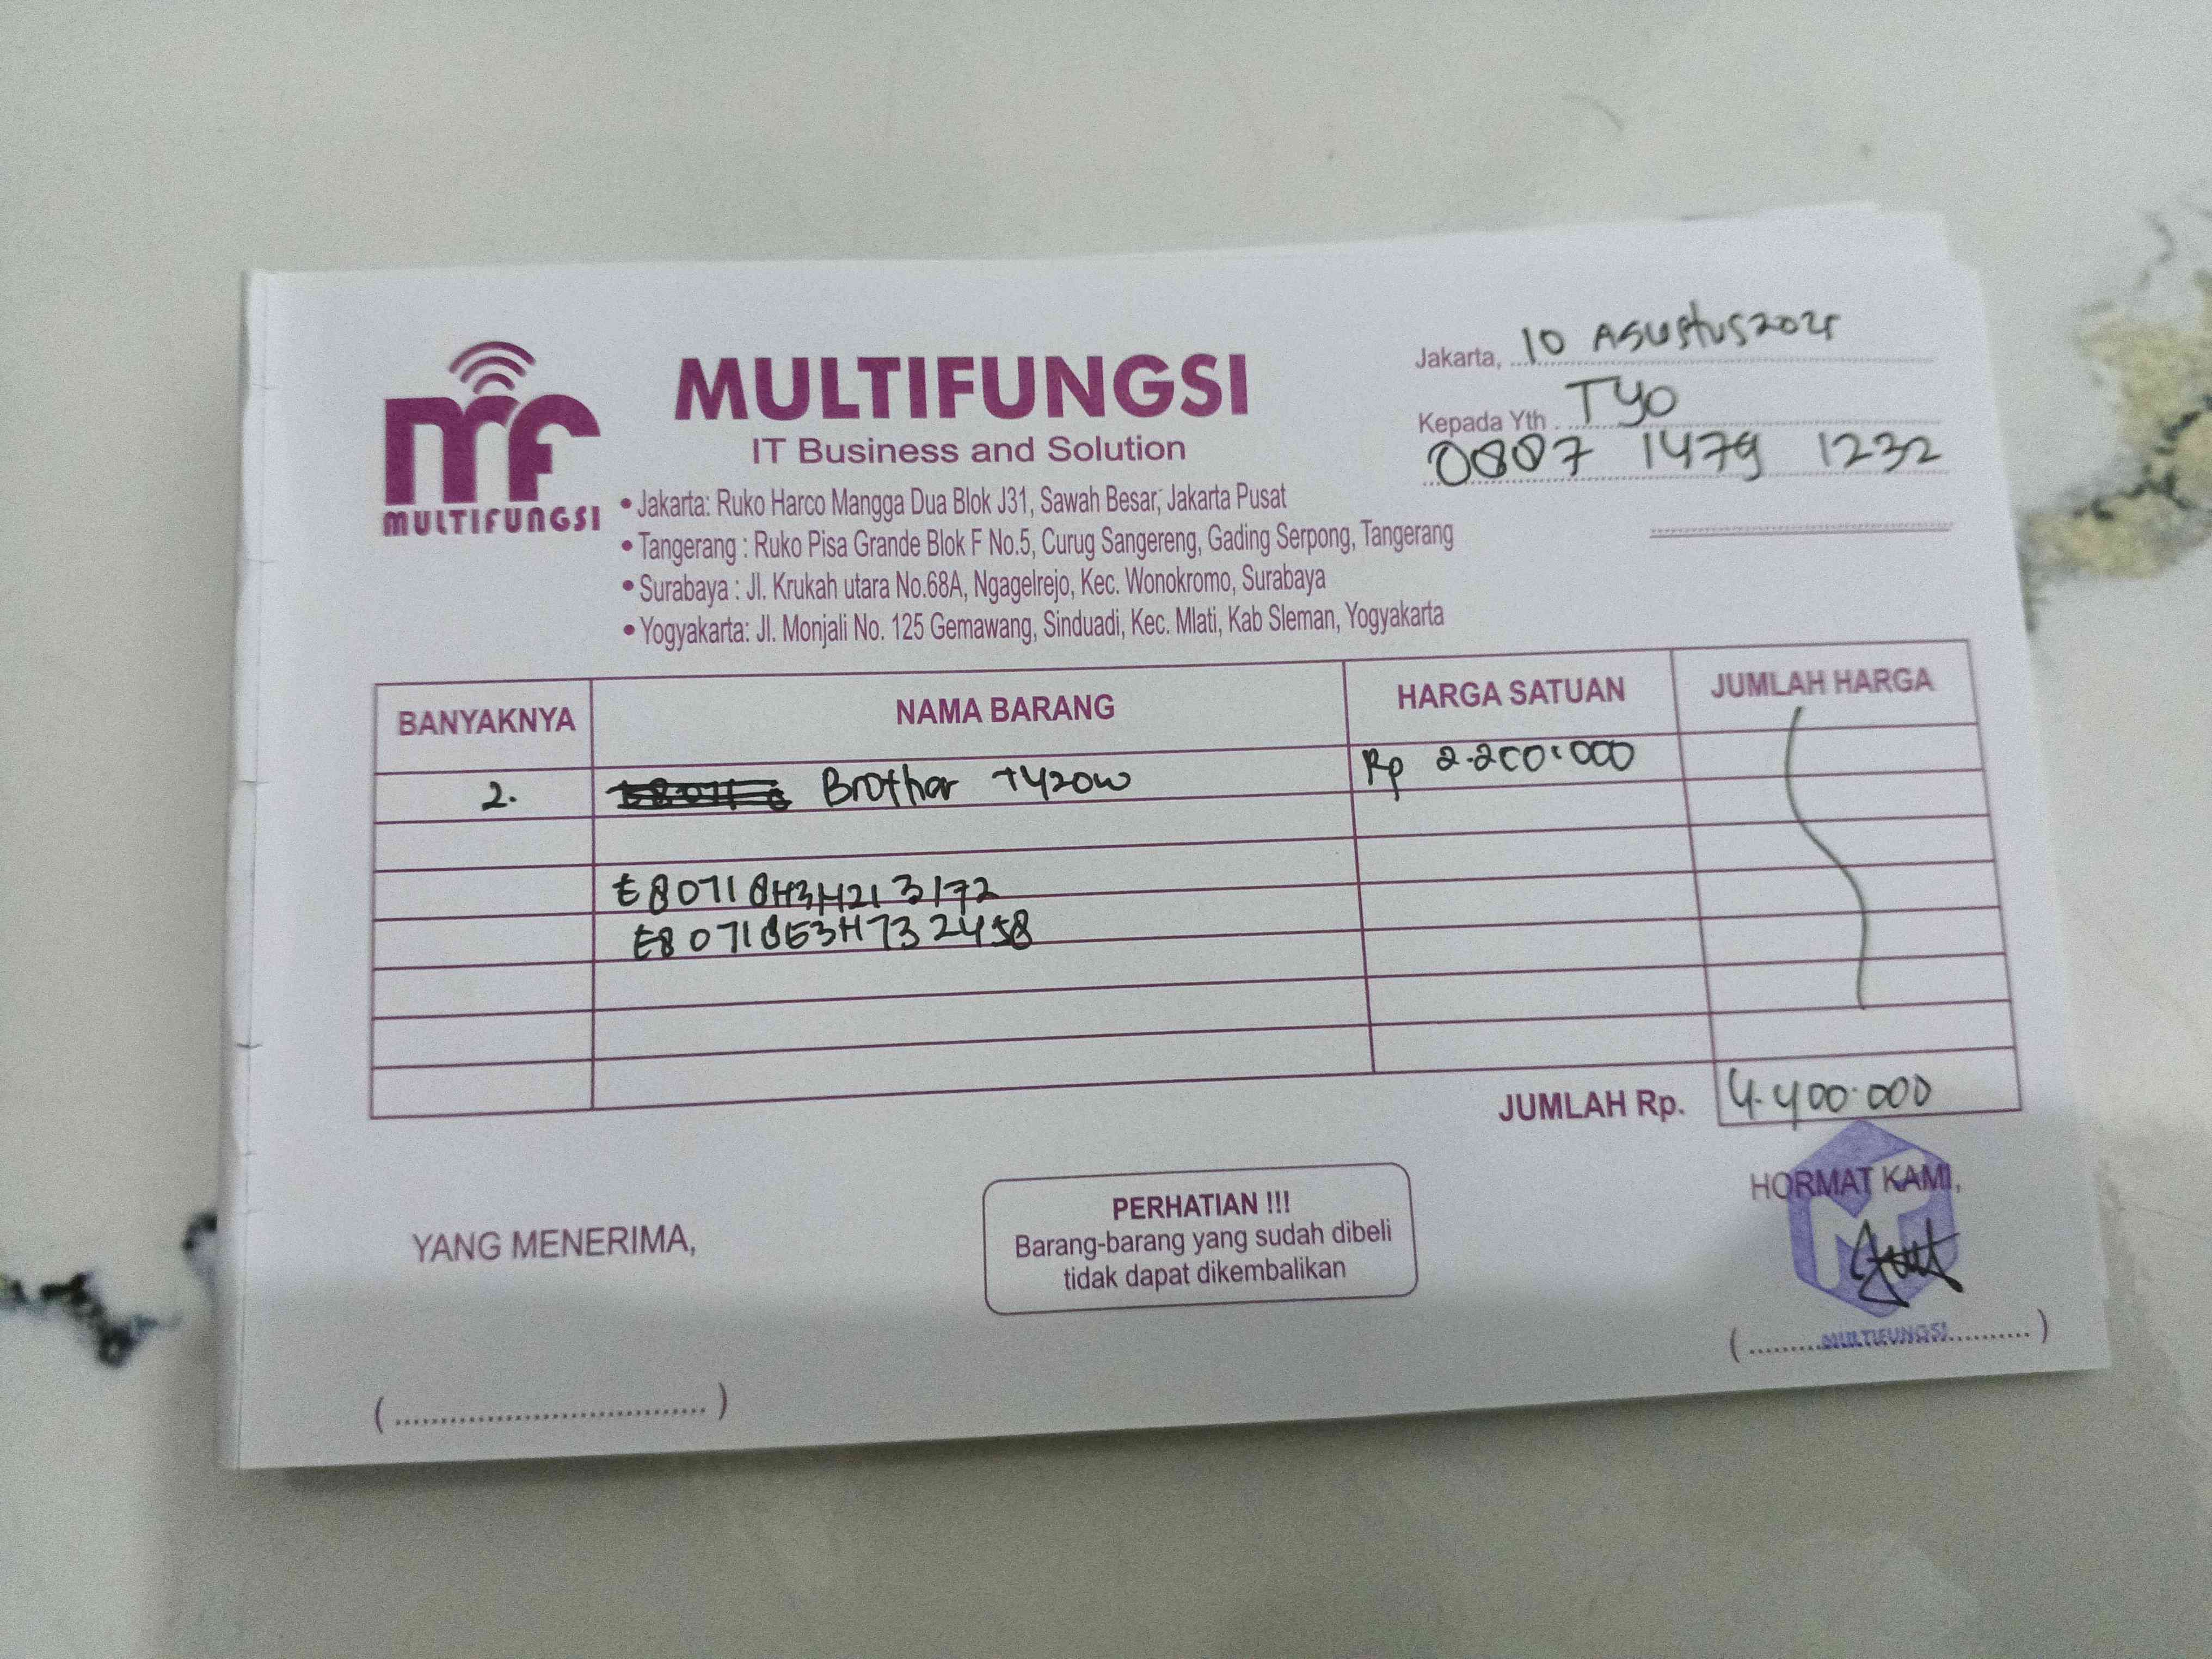 mf
MULTIFUNGSI
MULTIFUNGSI
IT Business and Solution
• Jakarta: Ruko Harco Mangga Dua Blok J31, Sawah Besar, Jakarta Pusat
• Tangerang : Ruko Pisa Grande Blok F No.5, Curug Sangereng, Gading Serpong, Tangerang
• Surabaya : Jl. Krukah utara No.68A, Ngagelrejo, Kec. Wonokromo, Surabaya
• Yogyakarta: Jl. Monjali No. 125 Gemawang, Sinduadi, Kec. Mlati, Kab Sleman, Yogyakarta
Jakarta, 10 Agustus
Kepada Yth. TYO
1479 1232
BANYAKNYA NAMA BARANG HARGA SATUAN JUMLAH HARGA
2. Brother T420W Rp 2.200.000
E80718H3H213172
E80718E3H732458
JUMLAH Rp. 4.400.000
YANG MENERIMA,
PERHATIAN !!!
Barang-barang yang sudah dibeli
tidak dapat dikembalikan
HORMAT KAMI,
MULTIFUNGSI